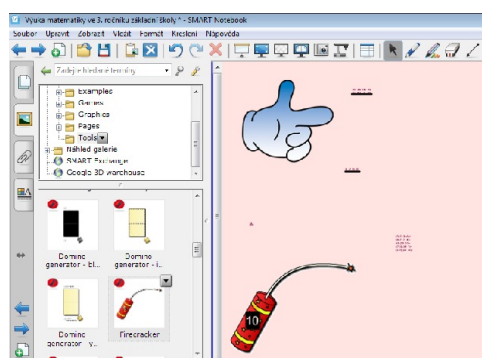 Výuka matematiky ve 3. ročníku základní školy * - SMART Notebook
Soubor Upravit Zobrazit Vložit Formát Kreslení Nápověda
Zadejte hledané termíny
Examples
Games
Graphics
Pages
Tools
Náhled galerie
SMART Exchange
Google 3D warehouse
Domino generator - bl...
Domino generator - i...
Domino generator - y...
Firecracker
10